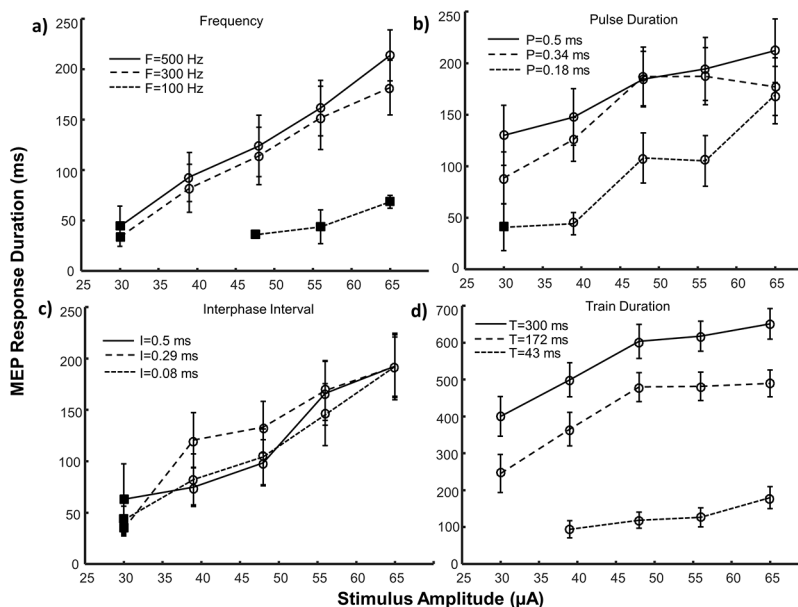 a)
Frequency
F=500 Hz
F=300 Hz
F=100 Hz
250
200
150
100
50
0
25 30 35 40 45 50 55 60 65
b)
Pulse Duration
P=0.5 ms
P=0.34 ms
P=0.18 ms
250
200
150
100
50
0
25 30 35 40 45 50 55 60 65
MEP Response Duration (ms)
c)
Interphase Interval
I=0.5 ms
I=0.29 ms
I=0.08 ms
250
200
150
100
50
0
25 30 35 40 45 50 55 60 65
d)
Train Duration
T=300 ms
T=172 ms
T=43 ms
700
600
500
400
300
200
100
0
25 30 35 40 45 50 55 60 65
Stimulus Amplitude (µA)